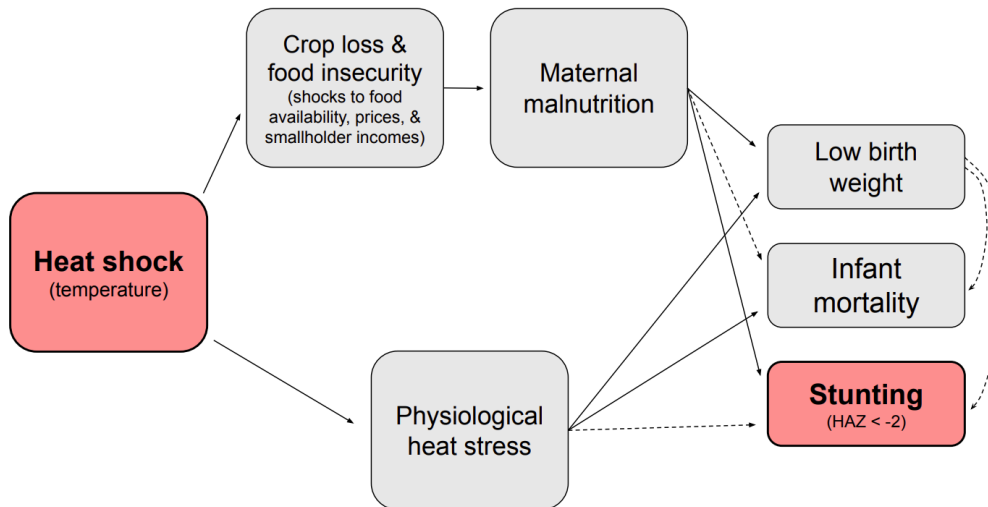 Crop loss &
food insecurity
(shocks to food
availability, prices, &
smallholder incomes)
Maternal
malnutrition
Low birth
weight
Heat shock
(temperature)
Infant
mortality
Physiological
heat stress
Stunting
(HAZ < -2)